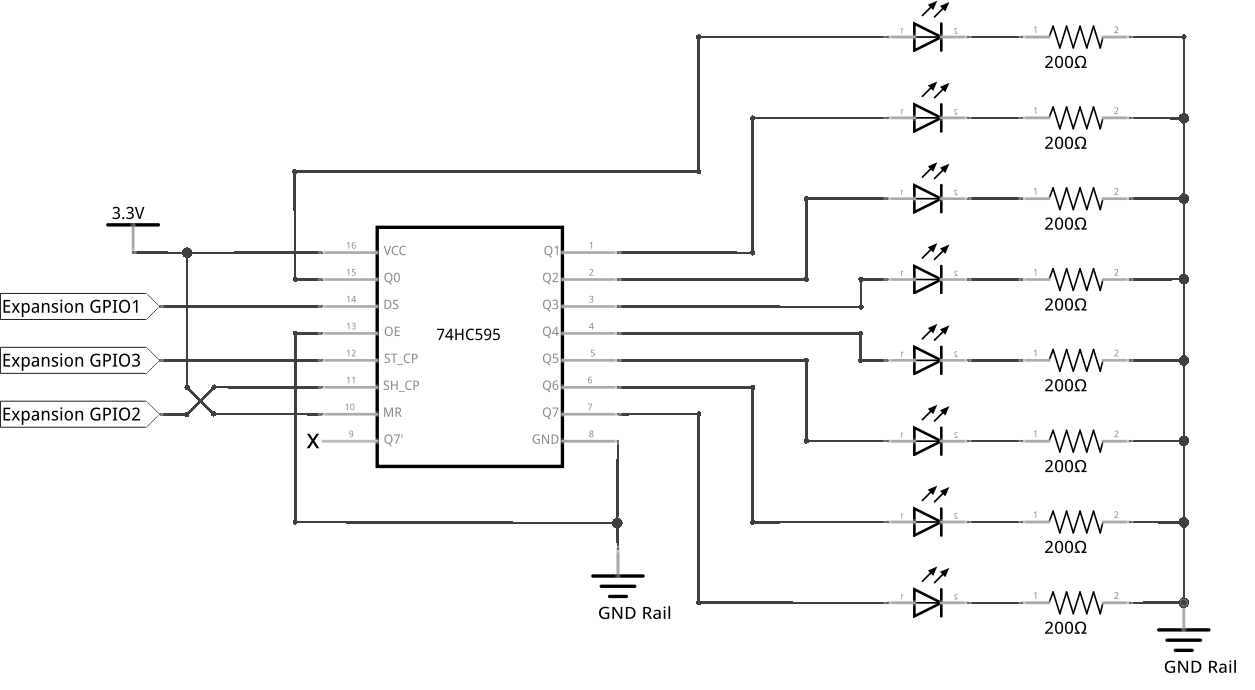 1 2 1 2
200Ω
1 2 1 2
200Ω
1 2 1 2
200Ω
3.3V
16 VCC Q1 1
15 Q0 Q2 2
1 2 1 2
200Ω
Expansion GPIO1 14 DS Q3 3
13 OE Q4 4
74HC595
Expansion GPIO3 12 ST_CP Q5 5
1 2 1 2
200Ω
11 SH_CP Q6 6
Expansion GPIO2 10 MR Q7 7
X 9 Q7' GND 8
1 2 1 2
200Ω
1 2 1 2
200Ω
GND Rail
1 2 1 2
200Ω
GND Rail